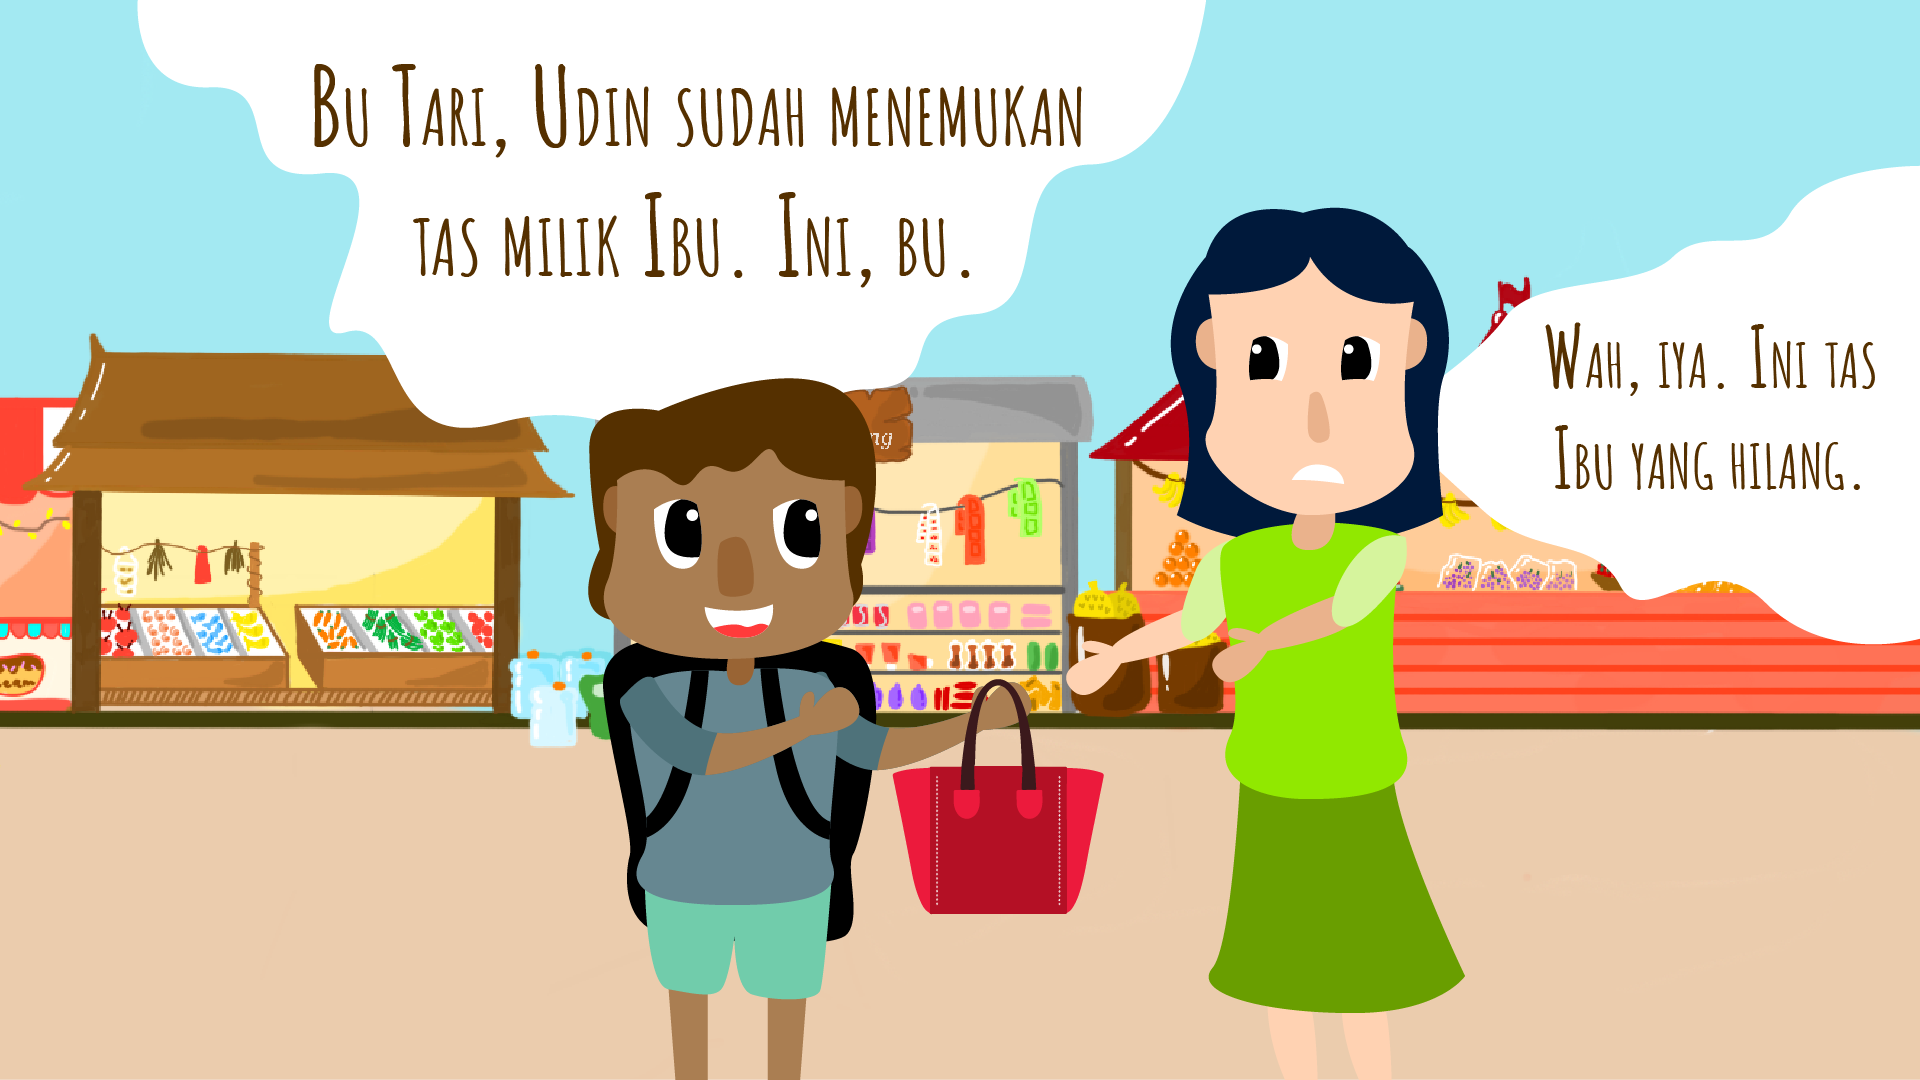 Bu Tari, Udin sudah menemukan
tas milik Ibu. Ini, bu.
Wah, iya. Ini tas
Ibu yang hilang.